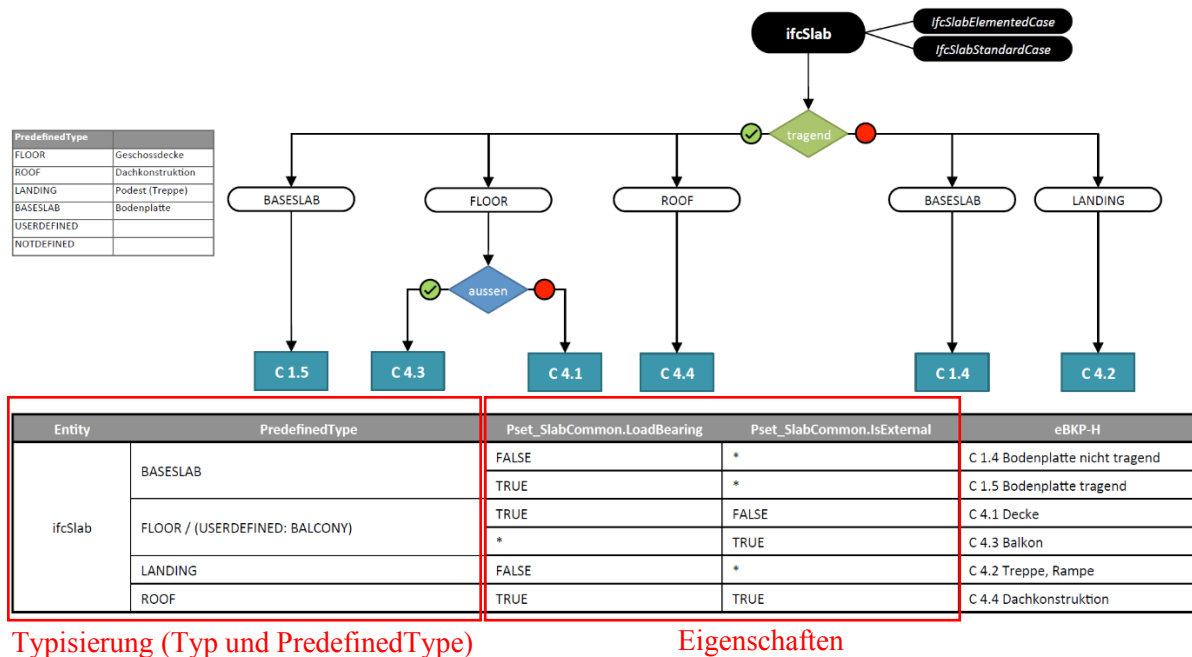 ifcSlab
IfcSlabElementedCase
IfcSlabStandardCase
tragend
PredefinedType
FLOOR Geschossdecke
ROOF Dachkonstruktion
LANDING Podest (Treppe)
BASESLAB Bodenplatte
USERDEFINED
NOTDEFINED
BASESLAB FLOOR ROOF BASESLAB LANDING
aussen
C 1.5 C 4.3 C 4.1 C 4.4 C 1.4 C 4.2
Entity PredefinedType Pset_SlabCommon.LoadBearing Pset_SlabCommon.IsExternal eBKP-H
ifcSlab
BASESLAB
FALSE * C 1.4 Bodenplatte nicht tragend
TRUE * C 1.5 Bodenplatte tragend
FLOOR / (USERDEFINED: BALCONY)
TRUE FALSE C 4.1 Decke
* TRUE C 4.3 Balkon
LANDING FALSE * C 4.2 Treppe, Rampe
ROOF TRUE TRUE C 4.4 Dachkonstruktion
Typisierung (Typ und PredefinedType) Eigenschaften